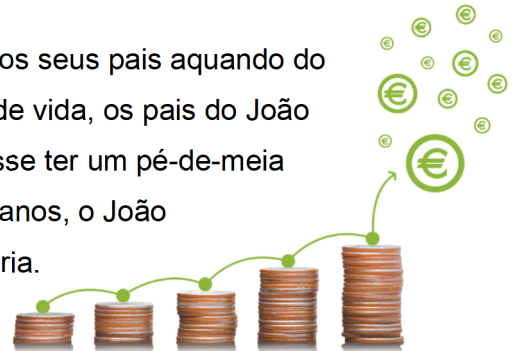 os seus pais aquando do
de vida, os pais do João
sse ter um pé-de-meia
anos, o João
ria.